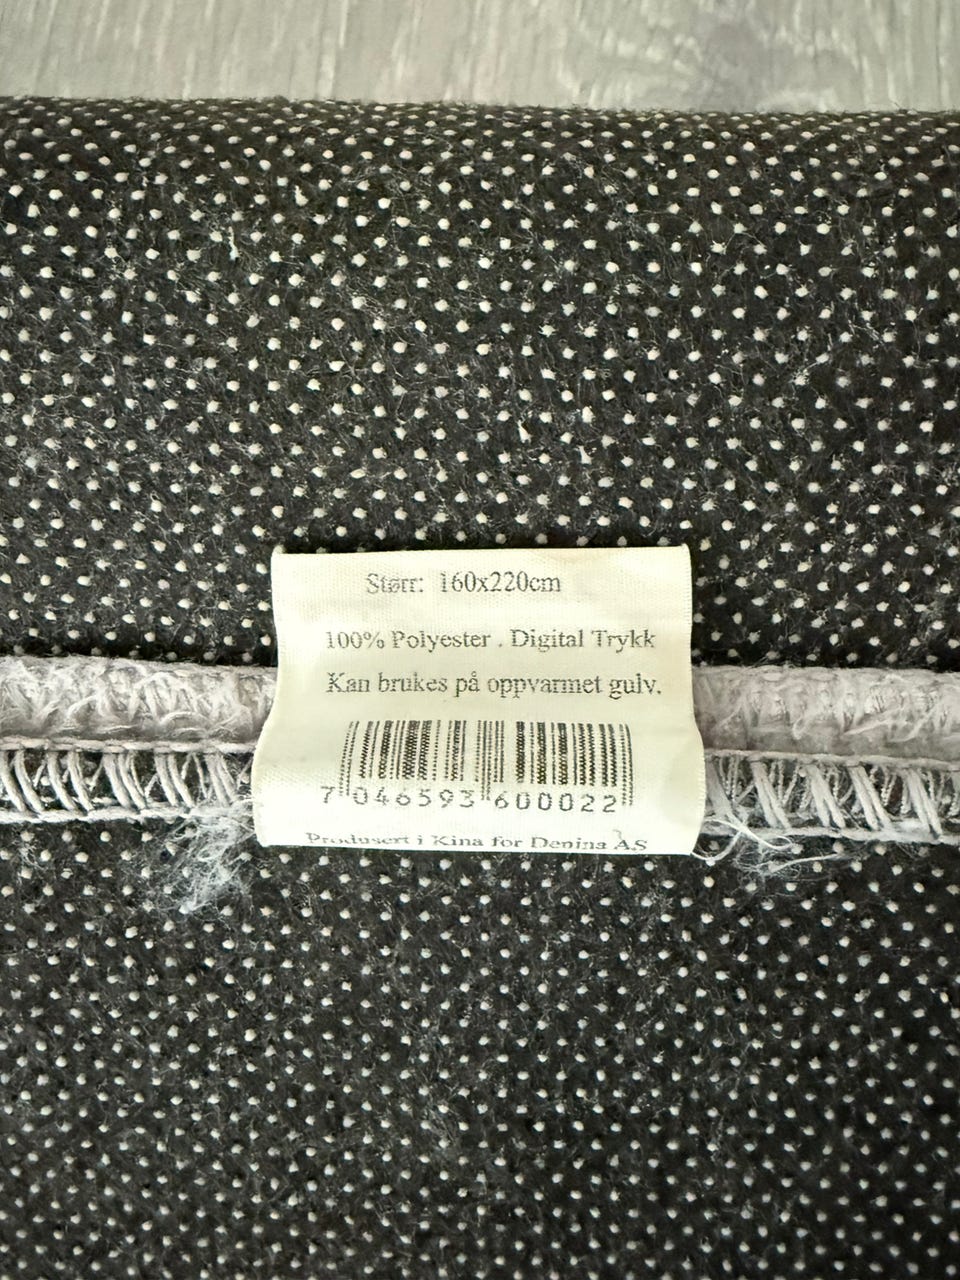 Størr: 160x220cm
100% Polyester . Digital Trykk
Kan brukes på oppvarmet gulv.
7 046593 600022
Produsert i Kina for Denina AS